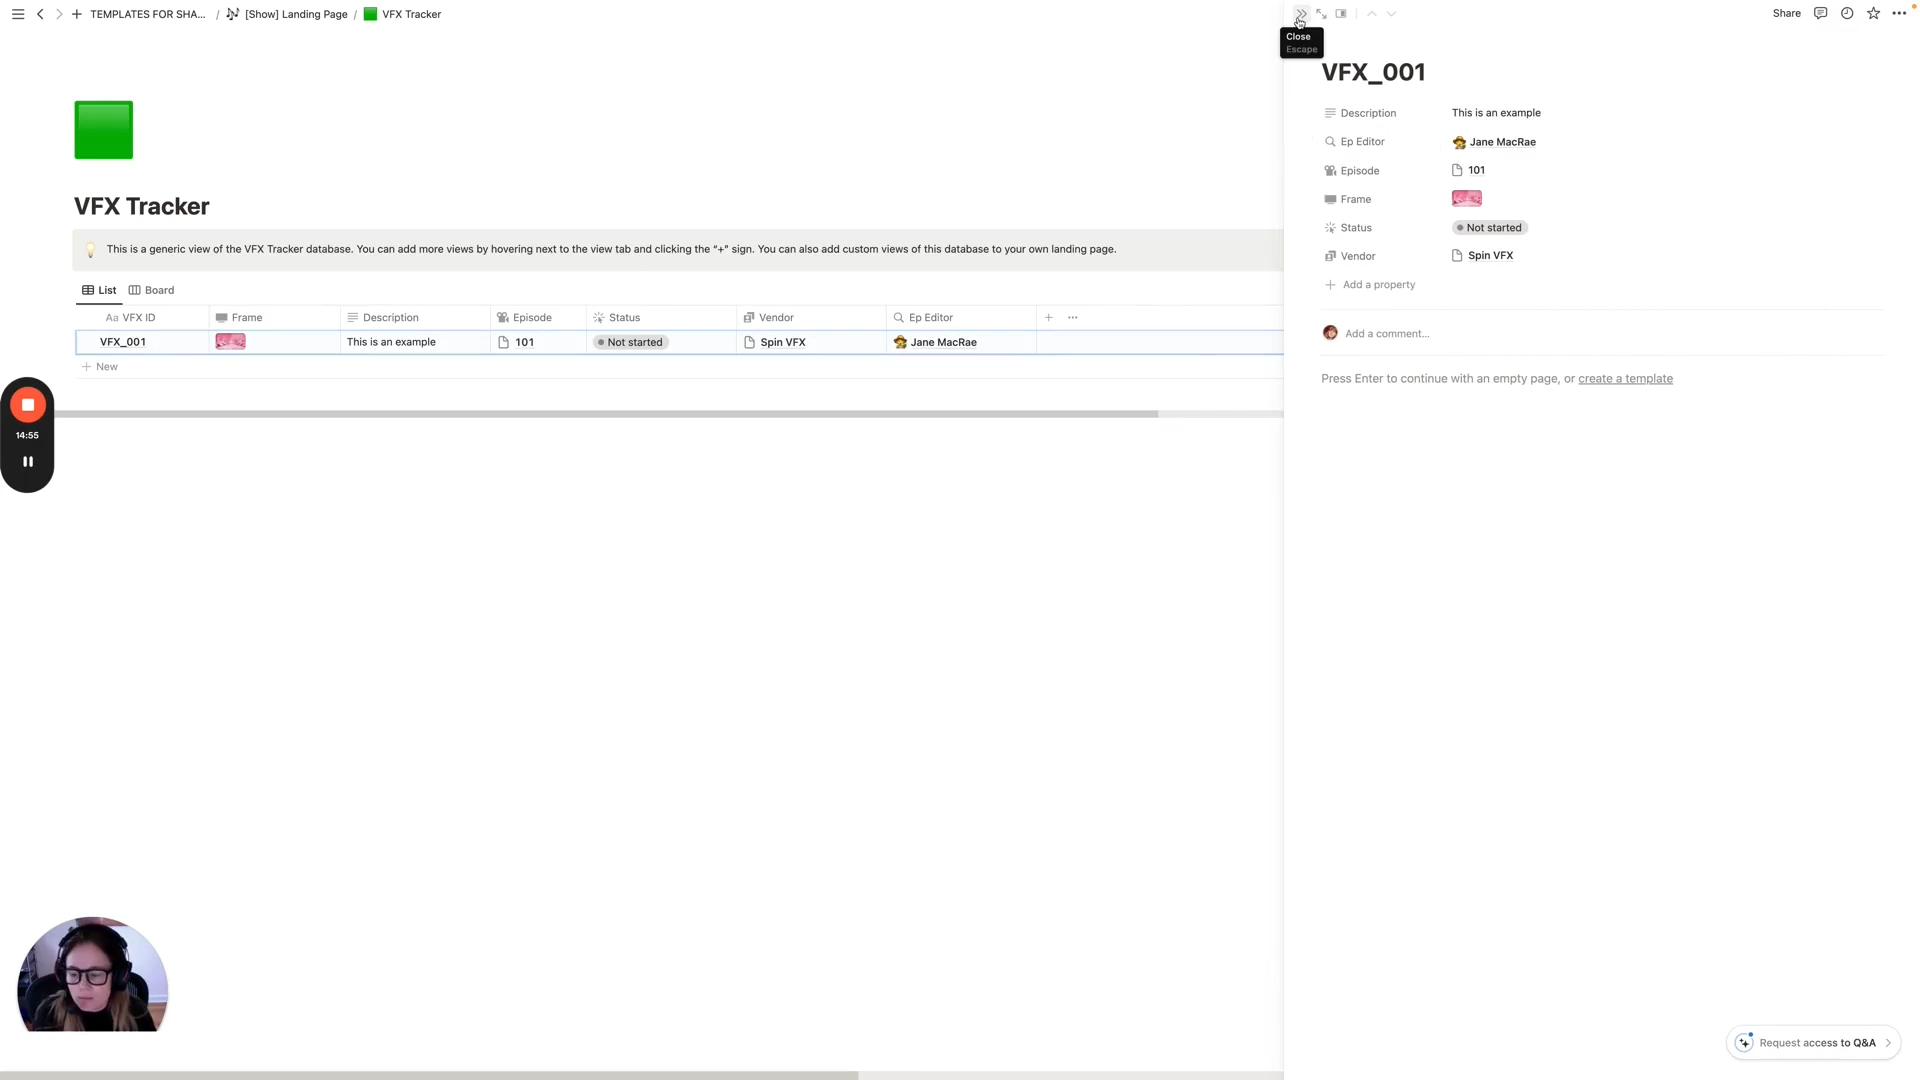 TEMPLATES FOR SHA... / [Show] Landing Page / VFX Tracker
Share
Close
Escape
VFX Tracker
This is a generic view of the VFX Tracker database. You can add more views by hovering next to the view tab and clicking the "+" sign. You can also add custom views of this database to your own landing page.
List Board
Aa VFX ID Frame Description Episode Status Vendor Ep Editor
VFX_001 This is an example 101 Not started Spin VFX Jane MacRae
New
14:55
VFX_001
Description This is an example
Ep Editor Jane MacRae
Episode 101
Frame
Status Not started
Vendor Spin VFX
Add a property
Add a comment...
Press Enter to continue with an empty page, or create a template
Request access to Q&A